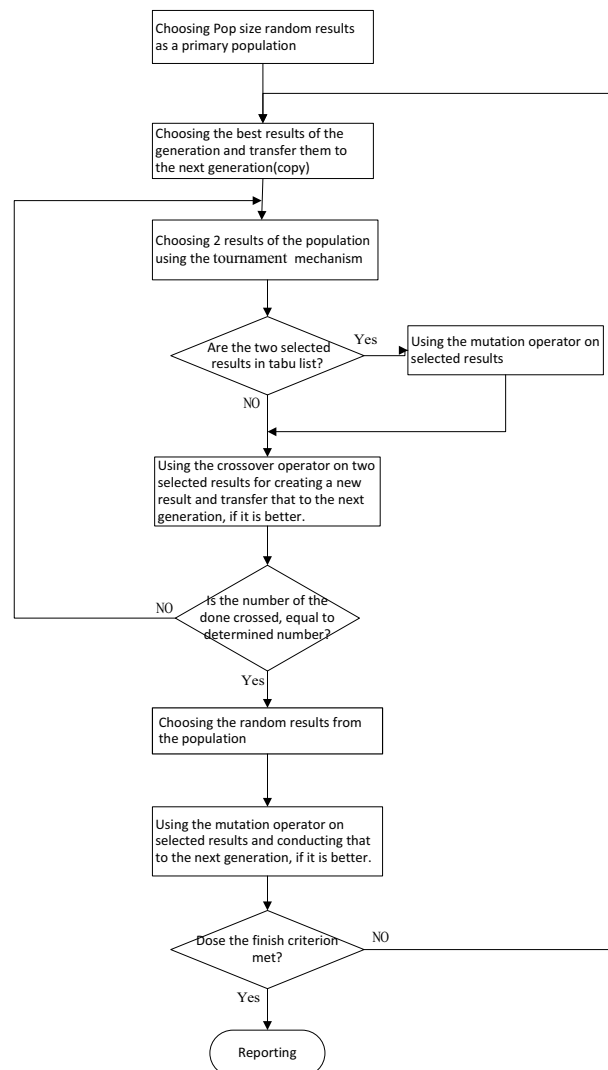 Choosing Pop size random results
as a primary population
Choosing the best results of the
generation and transfer them to
the next generation(copy)
Choosing 2 results of the population
using the tournament mechanism
Are the two selected
results in tabu list?
Yes
Using the mutation operator on
selected results
NO
Using the crossover operator on two
selected results for creating a new
result and transfer that to the next
generation, if it is better.
Is the number of the
done crossed, equal to
determined number?
NO
Yes
Choosing the random results from
the population
Using the mutation operator on
selected results and conducting that
to the next generation, if it is better.
Dose the finish criterion
met?
NO
Yes
Reporting